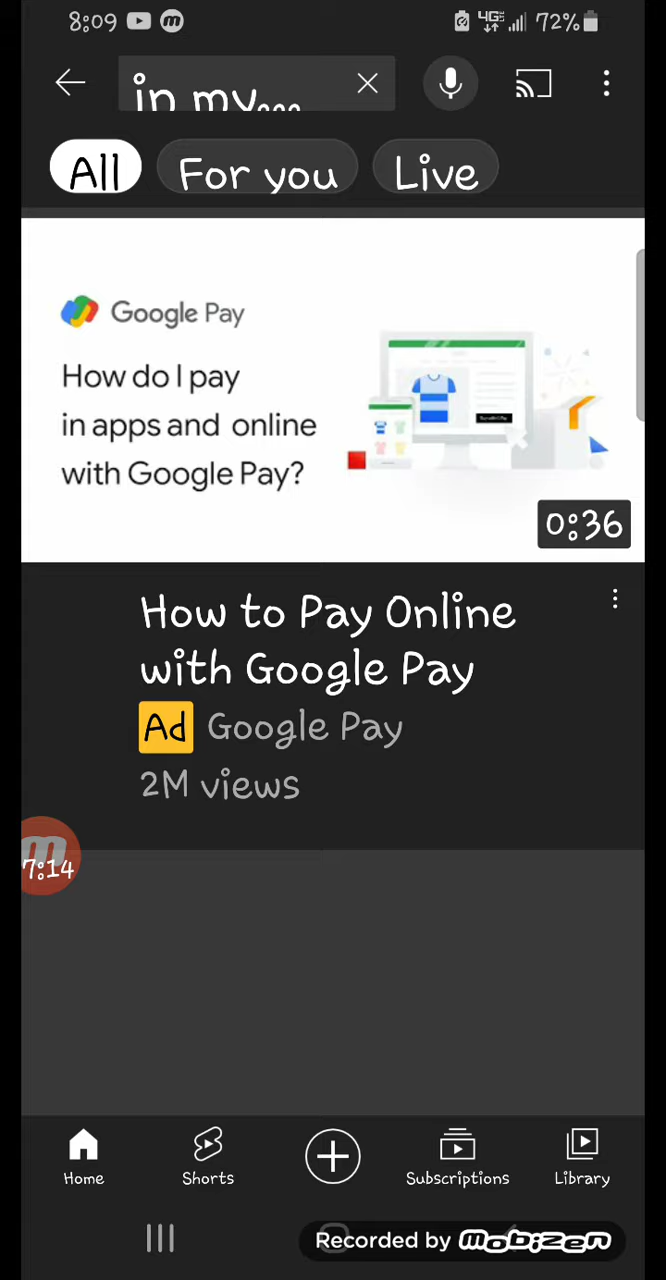 8:09
4G 72%
in my...
All
For you
Live
Google Pay
How do I pay
in apps and online
with Google Pay?
0:36
How to Pay Online
with Google Pay
Ad Google Pay
2M views
7:14
Home
Shorts
Subscriptions
Library
Recorded by mobizen